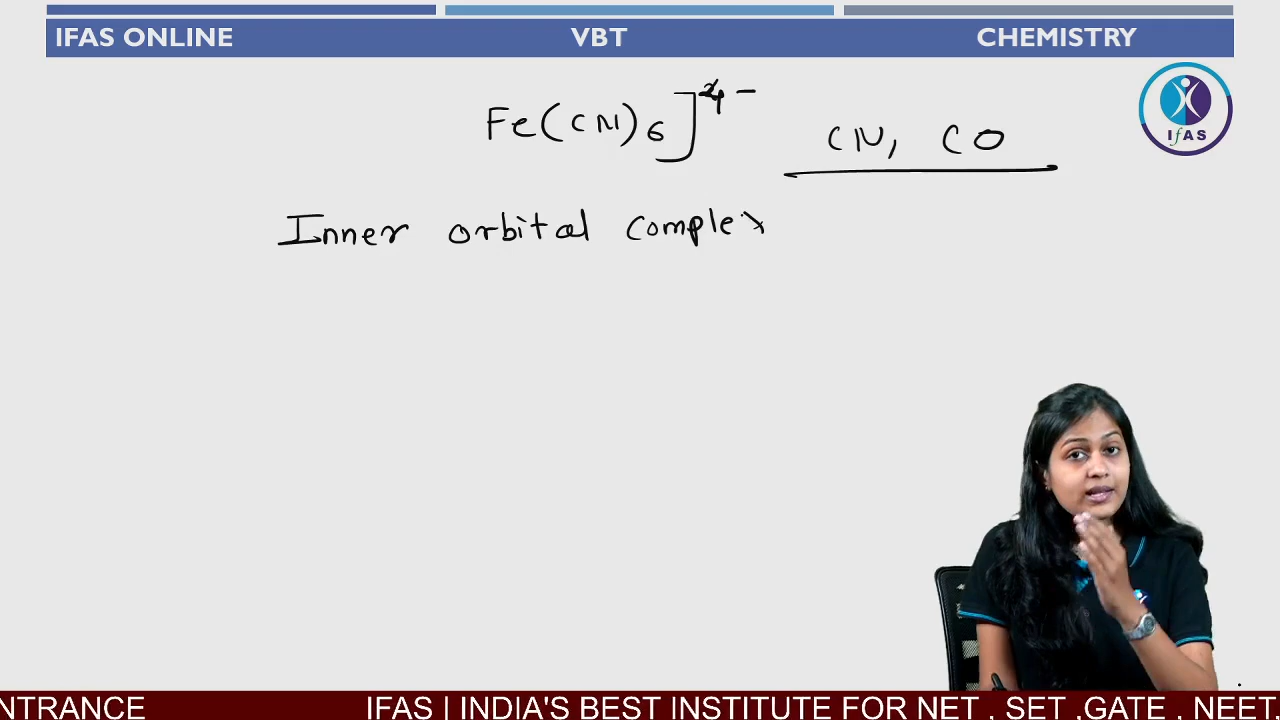 IFAS ONLINE VBT CHEMISTRY
IfAS
Fe(CN)6]4-
CN, CO
Inner orbital complex
NTRANCE IFAS | INDIA'S BEST INSTITUTE FOR NET , SET ,GATE , NEET